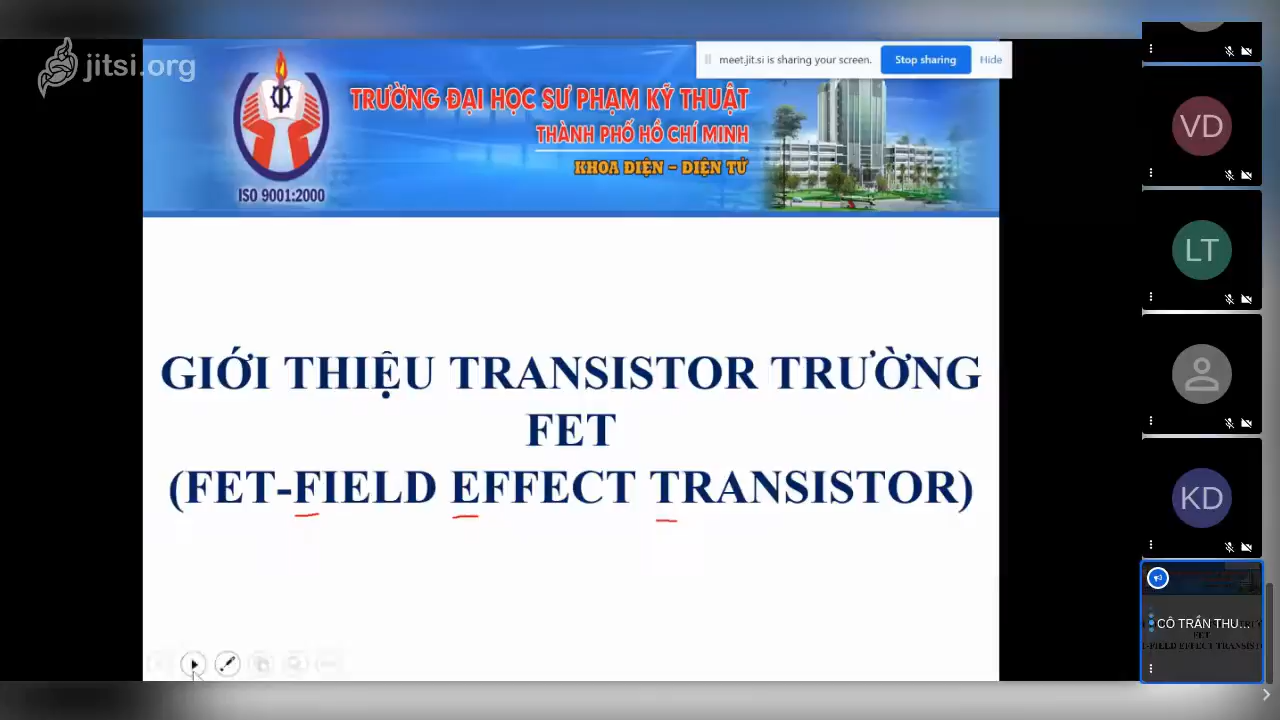 jitsi.org
meet.jit.si is sharing your screen.
Stop sharing
Hide
TRƯỜNG ĐẠI HỌC SƯ PHẠM KỸ THUẬT
THÀNH PHỐ HỒ CHÍ MINH
KHOA ĐIỆN - ĐIỆN TỬ
ISO 9001:2000
GIỚI THIỆU TRANSISTOR TRƯỜNG
FET
(FET-FIELD EFFECT TRANSISTOR)
VD
LT
KD
CÔ TRẦN THU...